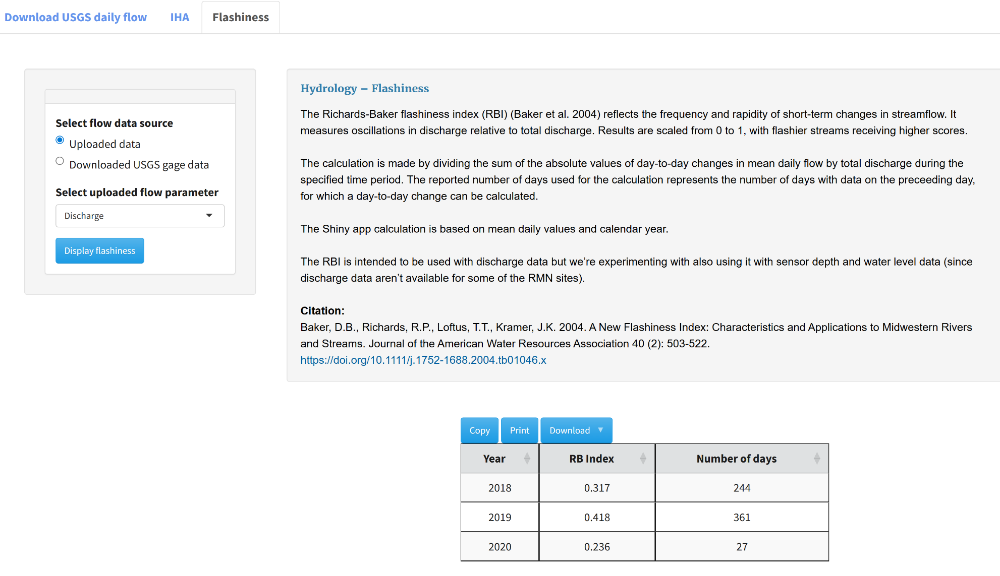 Download USGS daily flow IHA Flashiness
Select flow data source
Uploaded data
Downloaded USGS gage data
Select uploaded flow parameter
Discharge
Display flashiness
Hydrology – Flashiness
The Richards-Baker flashiness index (RBI) (Baker et al. 2004) reflects the frequency and rapidity of short-term changes in streamflow. It
measures oscillations in discharge relative to total discharge. Results are scaled from 0 to 1, with flashier streams receiving higher scores.
The calculation is made by dividing the sum of the absolute values of day-to-day changes in mean daily flow by total discharge during the
specified time period. The reported number of days used for the calculation represents the number of days with data on the preceeding day,
for which a day-to-day change can be calculated.
The Shiny app calculation is based on mean daily values and calendar year.
The RBI is intended to be used with discharge data but we’re experimenting with also using it with sensor depth and water level data (since
discharge data aren’t available for some of the RMN sites).
Citation:
Baker, D.B., Richards, R.P., Loftus, T.T., Kramer, J.K. 2004. A New Flashiness Index: Characteristics and Applications to Midwestern Rivers
and Streams. Journal of the American Water Resources Association 40 (2): 503-522.
https://doi.org/10.1111/j.1752-1688.2004.tb01046.x
Copy Print Download
Year RB Index Number of days
2018 0.317 244
2019 0.418 361
2020 0.236 27